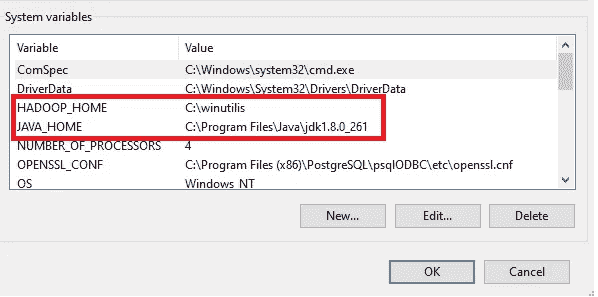 System variables
Variable Value
ComSpec C:\Windows\system32\cmd.exe
DriverData C:\Windows\System32\Drivers\DriverData
HADOOP_HOME C:\winutilis
JAVA_HOME C:\Program Files\Java\jdk1.8.0_261
NUMBER_OF_PROCESSORS 4
OPENSSL_CONF C:\Program Files (x86)\PostgreSQL\psqlODBC\etc\openssl.cnf
OS Windows_NT
New... Edit... Delete
OK Cancel